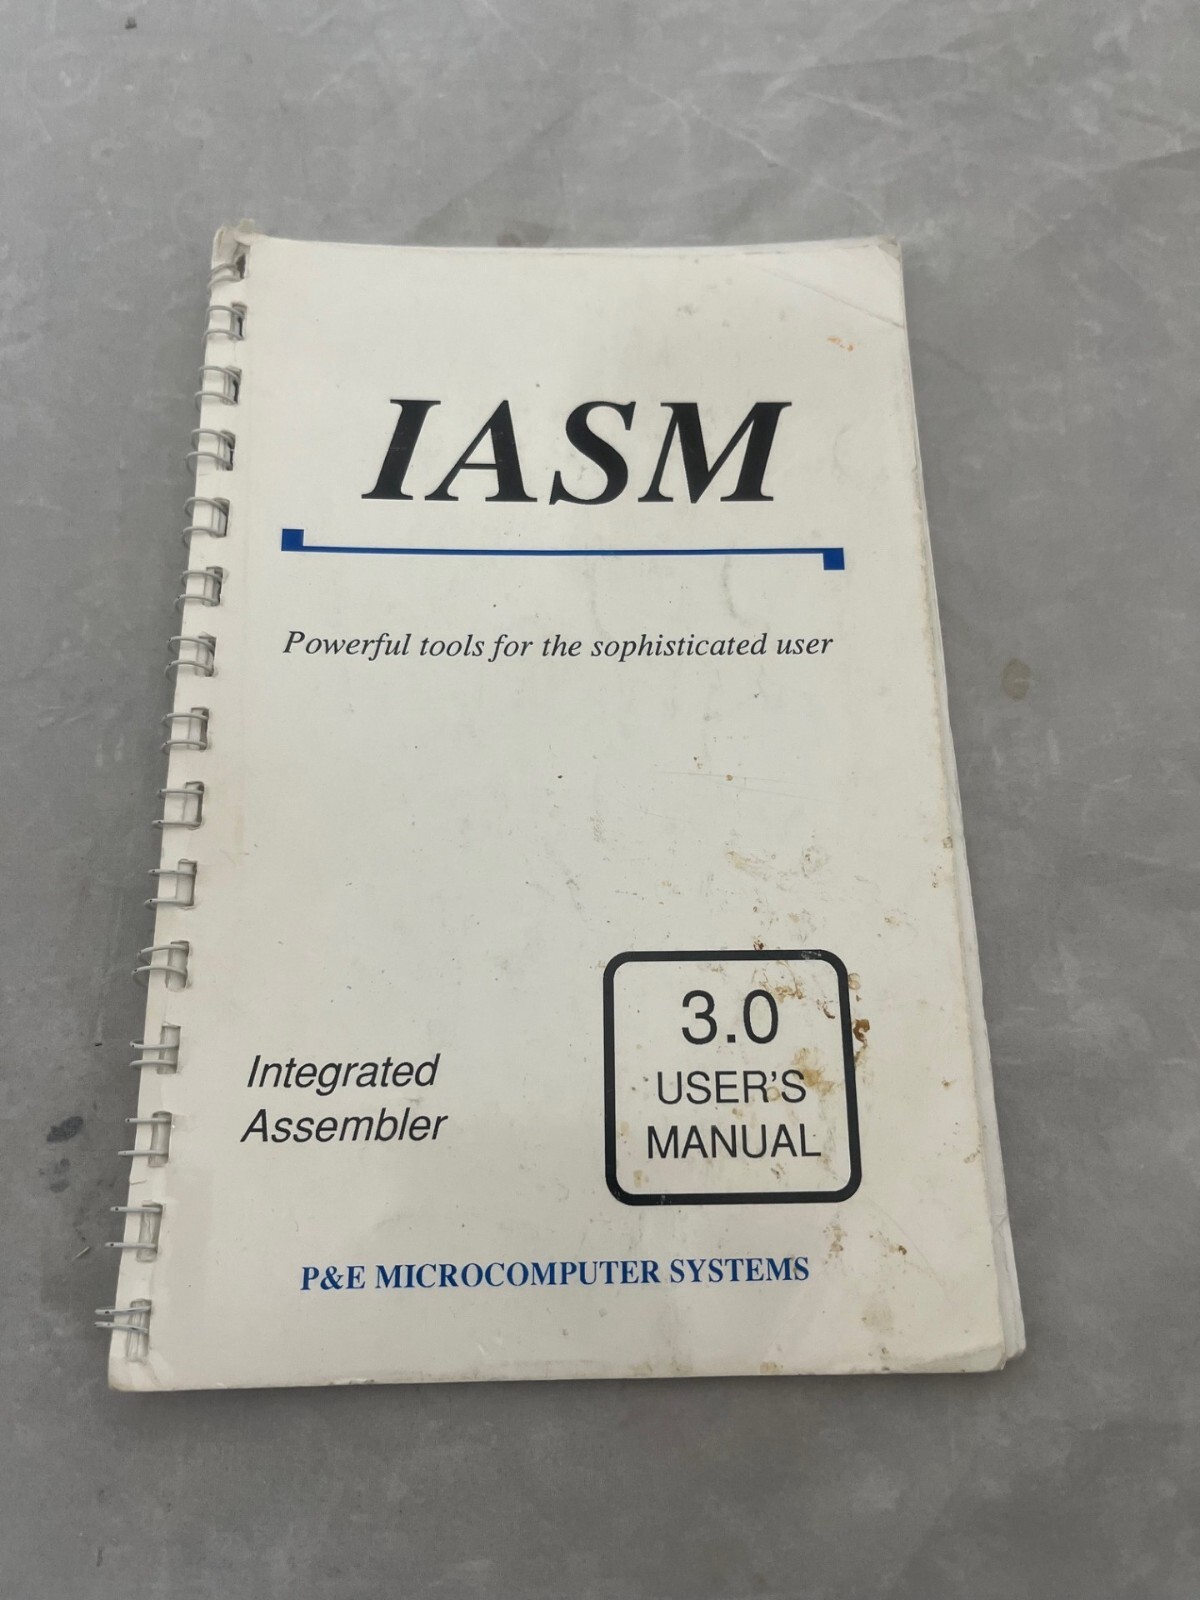 IASM
Powerful tools for the sophisticated user
Integrated
Assembler
3.0
USER'S
MANUAL
P&E MICROCOMPUTER SYSTEMS